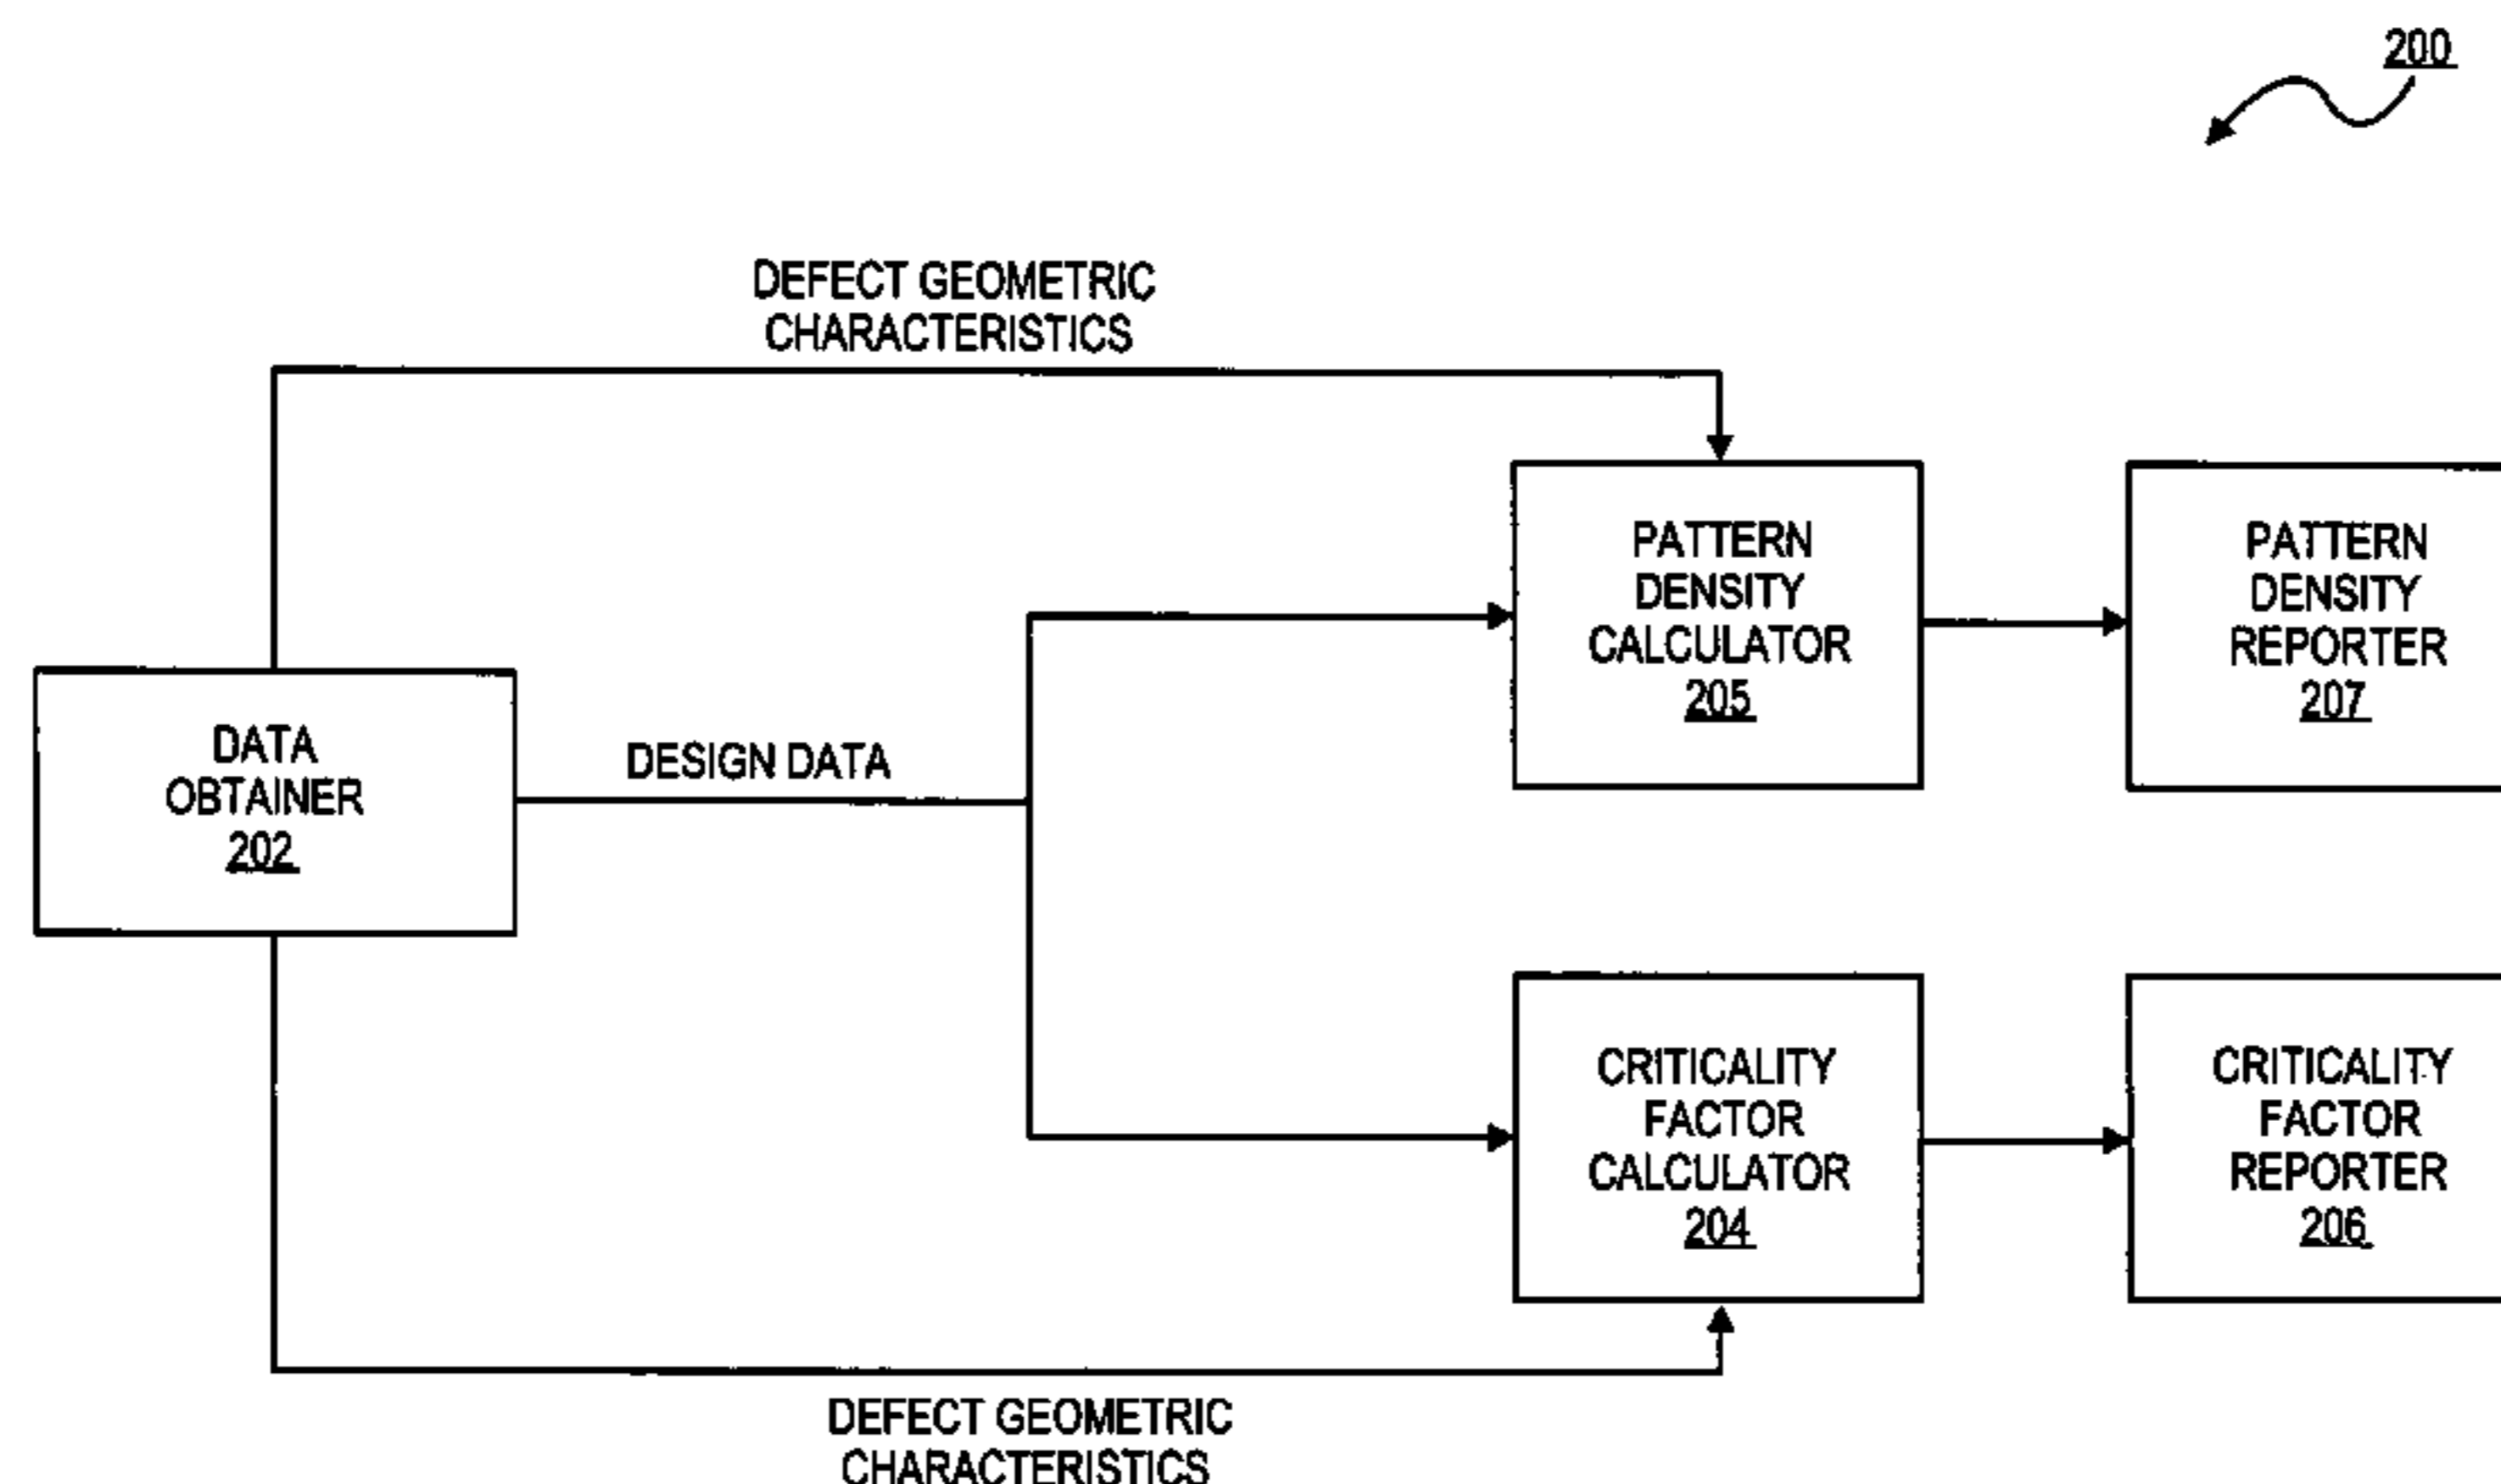 200
DEFECT GEOMETRIC
CHARACTERISTICS
PATTERN
DENSITY
CALCULATOR
205
PATTERN
DENSITY
REPORTER
207
DATA
OBTAINER
202
DESIGN DATA
CRITICALITY
FACTOR
CALCULATOR
204
CRITICALITY
FACTOR
REPORTER
206
DEFECT GEOMETRIC
CHARACTERISTICS